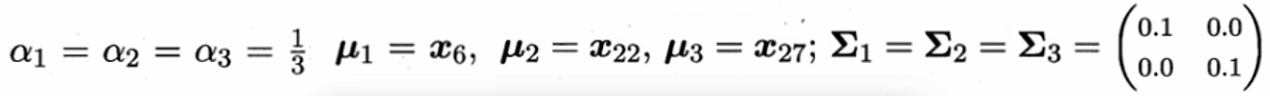 α₁ = α₂ = α₃ = 1/3 μ₁ = x₆, μ₂ = x₂₂, μ₃ = x₂₇; Σ₁ = Σ₂ = Σ₃ = (0.1 0.0
0.0 0.1)